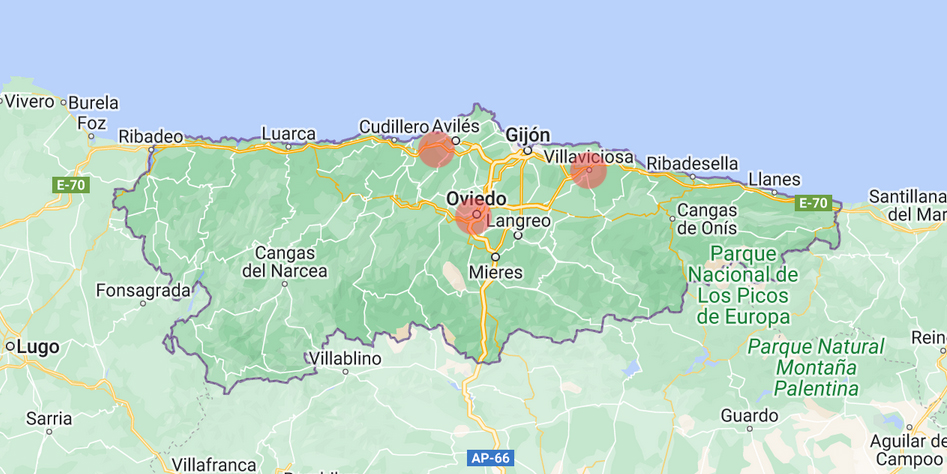 Vivero
Burela
Foz
Ribadeo
Luarca
Cudillero
Avilés
Gijón
Villaviciosa
Ribadesella
Llanes
E-70
E-70
Santillana
del Mar
Oviedo
Langreo
Cangas
de Onís
Cangas
del Narcea
Mieres
Parque
Nacional de
Los Picos
de Europa
Fonsagrada
Lugo
Villablino
Parque Natural
Montaña
Palentina
Rein
Sarria
Guardo
Aguilar de
Campoo
Villafranca
AP-66